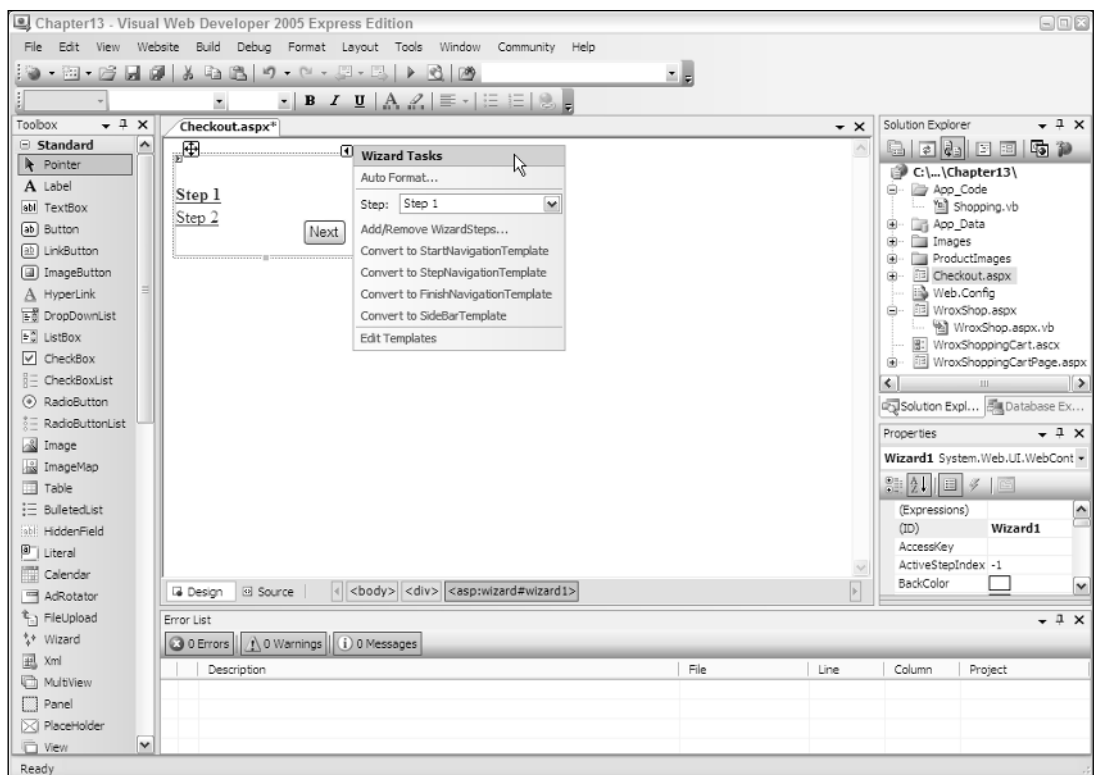 Chapter13 - Visual Web Developer 2005 Express Edition
File Edit View Website Build Debug Format Layout Tools Window Community Help
B I U A
Toolbox
Standard
Pointer
A Label
abl TextBox
ab Button
ab LinkButton
ImageButton
A HyperLink
DropDownList
ListBox
CheckBox
CheckBoxList
RadioButton
RadioButtonList
Image
ImageMap
Table
BulletedList
abl HiddenField
Literal
Calendar
AdRotator
FileUpload
Wizard
Xml
MultiView
Panel
PlaceHolder
View
Checkout.aspx*
Step 1
Step 2
Next
Wizard Tasks
Auto Format...
Step: Step 1
Add/Remove WizardSteps...
Convert to StartNavigationTemplate
Convert to StepNavigationTemplate
Convert to FinishNavigationTemplate
Convert to SideBarTemplate
Edit Templates
Design Source <body> <div> <asp:wizard#wizard1>
Solution Explorer
C:\...\Chapter13\
App_Code
Shopping.vb
App_Data
Images
ProductImages
Checkout.aspx
Web.Config
WroxShop.aspx
WroxShop.aspx.vb
WroxShoppingCart.ascx
WroxShoppingCartPage.aspx
Solution Expl... Database Ex...
Properties
Wizard1 System.Web.UI.WebCont
(Expressions)
(ID) Wizard1
AccessKey
ActiveStepIndex -1
BackColor
Error List
0 Errors 0 Warnings 0 Messages
Description File Line Column Project
Ready